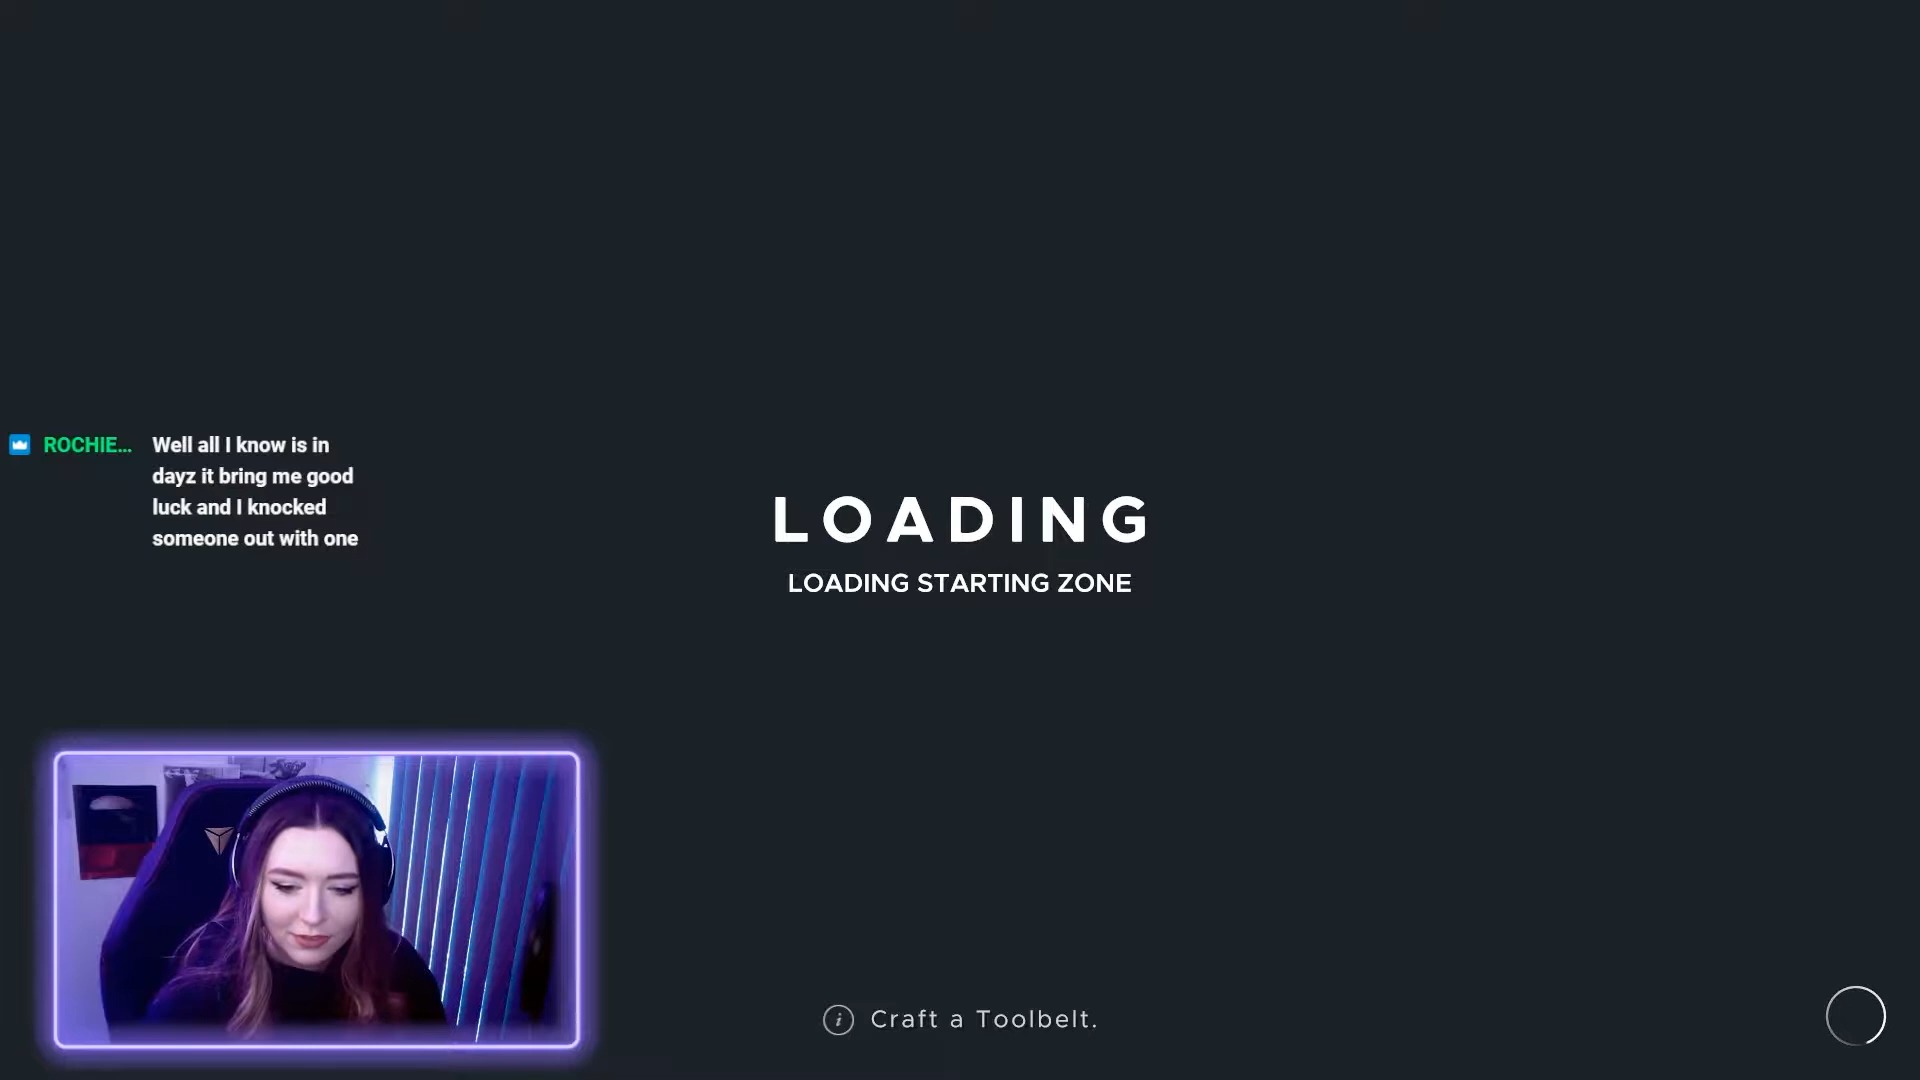 ROCHIE... Well all I know is in
dayz it bring me good
luck and I knocked
someone out with one
LOADING
LOADING STARTING ZONE
Craft a Toolbelt.